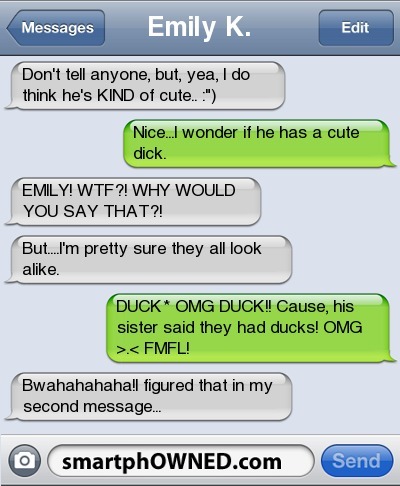 Messages
Emily K.
Edit
Don't tell anyone, but, yea, I do
think he's KIND of cute.. :")
Nice...I wonder if he has a cute
dick.
EMILY! WTF?! WHY WOULD
YOU SAY THAT?!
But....I'm pretty sure they all look
alike.
DUCK* OMG DUCK!! Cause, his
sister said they had ducks! OMG
>.< FMFL!
Bwahahahaha!I figured that in my
second message...
smartphOWNED.com
Send